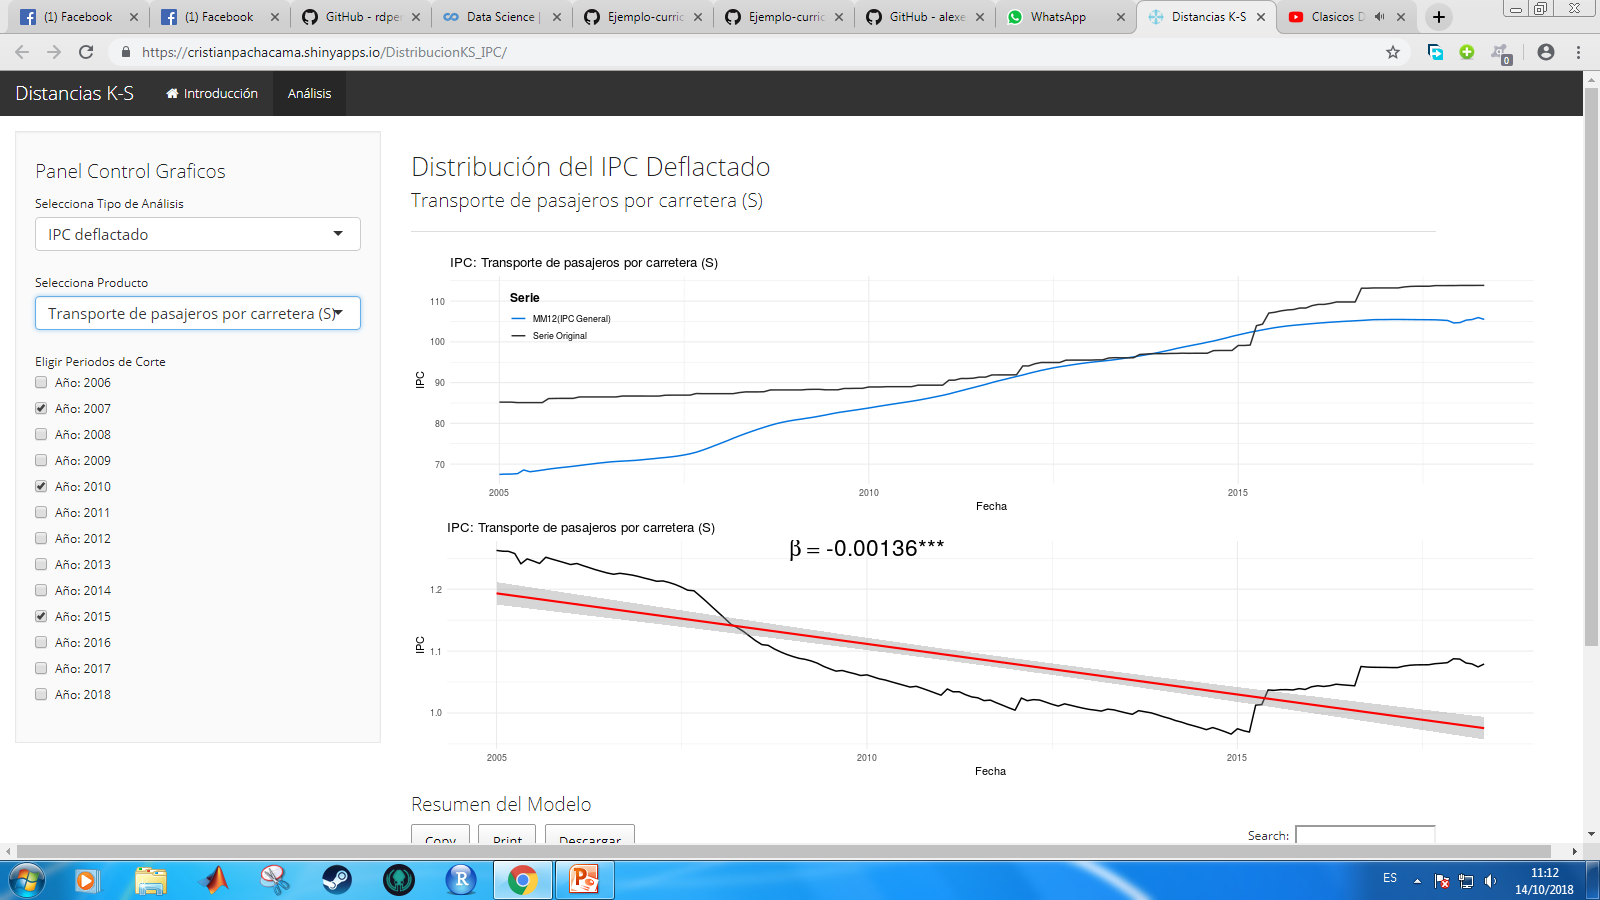 (1) Facebook
(1) Facebook
GitHub - rdpe
Data Science |
Ejemplo-curric
Ejemplo-curric
GitHub - alexe
WhatsApp
Distancias K-S
Clasicos D
https://cristianpachacama.shinyapps.io/DistribucionKS_IPC/
0
Distancias K-S
Introducción
Análisis
Panel Control Graficos
Selecciona Tipo de Análisis
IPC deflactado
Selecciona Producto
Transporte de pasajeros por carretera (S)
Eligir Periodos de Corte
Año: 2006
Año: 2007
Año: 2008
Año: 2009
Año: 2010
Año: 2011
Año: 2012
Año: 2013
Año: 2014
Año: 2015
Año: 2016
Año: 2017
Año: 2018
Distribución del IPC Deflactado
Transporte de pasajeros por carretera (S)
IPC: Transporte de pasajeros por carretera (S)
Serie
MM12(IPC General)
Serie Original
IPC
110
100
90
80
70
2005
2010
2015
Fecha
IPC: Transporte de pasajeros por carretera (S)
β = -0.00136***
IPC
1.2
1.1
1.0
2005
2010
2015
Fecha
Resumen del Modelo
Copy
Print
Descargar
Search:
ES
11:12
14/10/2018